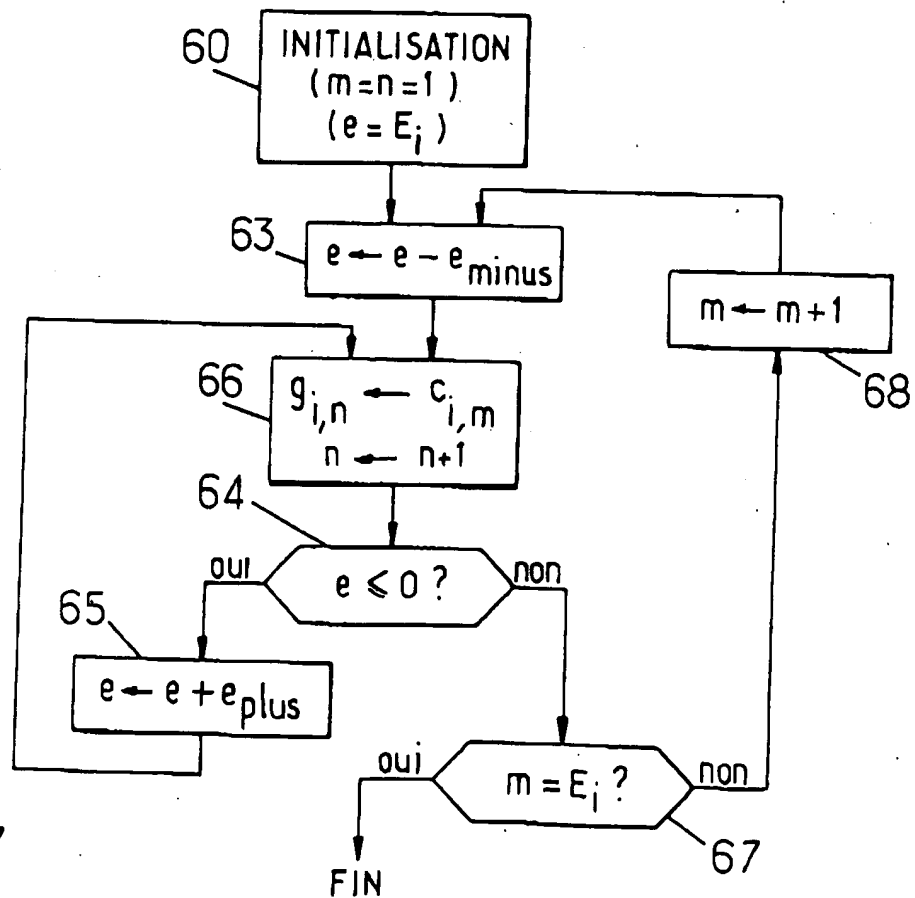 60
INITIALISATION
(m=n=1)
(e = E_i)
63
e ← e − e_minus
m ← m+1
68
66
g_i,n ← c_i,m
n ← n+1
64
oui
e ⩽ 0 ?
non
65
e ← e + e_plus
oui
m = E_i ?
non
67
FIN